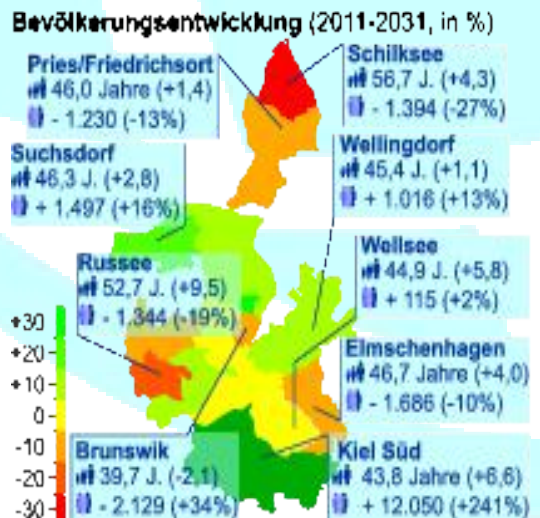 Bevölkerungsentwicklung (2011-2031, in %)
Pries/Friedrichsort
46,0 Jahre (+1,4)
- 1.230 (-13%)
Schilksee
56,7 J. (+4,3)
- 1.394 (-27%)
Suchsdorf
46,3 J. (+2,8)
+ 1.497 (+16%)
Wellingdorf
45,4 J. (+1,1)
+ 1.016 (+13%)
Russee
52,7 J. (+9,5)
- 1.344 (-19%)
Wellsee
44,9 J. (+5,8)
+ 115 (+2%)
Elmschenhagen
46,7 Jahre (+4,0)
- 1.686 (-10%)
Brunswik
39,7 J. (-2,1)
- 2.129 (+34%)
Kiel Süd
43,8 Jahre (+6,6)
+ 12.050 (+241%)
+30
+20
+10
0
-10
-20
-30